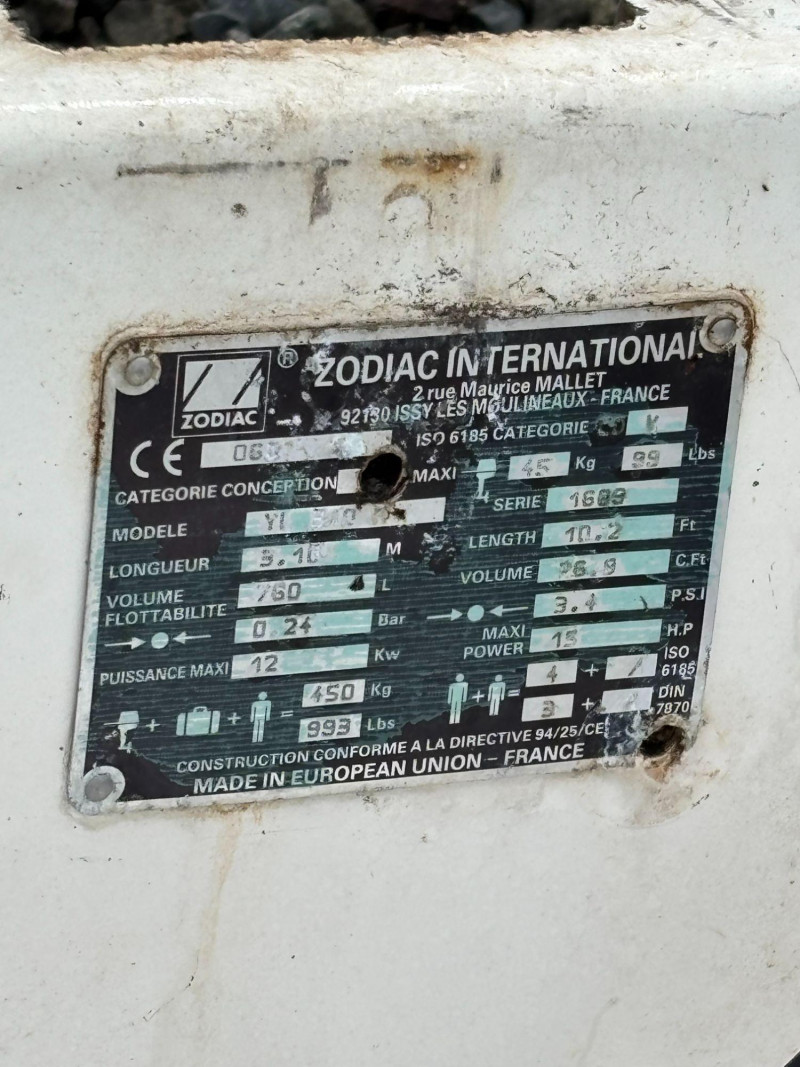 ZODIAC ® ZODIAC INTERNATIONAL
2 rue Maurice MALLET
92130 ISSY LES MOULINEAUX - FRANCE
CE ISO 6185 CATEGORIE V
CATEGORIE CONCEPTION MAXI 45 Kg 99 Lbs
MODELE SERIE
LONGUEUR 3.10 M LENGTH 10.2 Ft
VOLUME FLOTTABILITE 760 L VOLUME 26.8 C.Ft
0.24 Bar 3.4 P.S.I
PUISSANCE MAXI 12 Kw MAXI POWER 15 H.P
+ + = 450 Kg + = 4 + ISO 6185
993 Lbs 3 + DIN 7870
CONSTRUCTION CONFORME A LA DIRECTIVE 94/25/CE
MADE IN EUROPEAN UNION - FRANCE